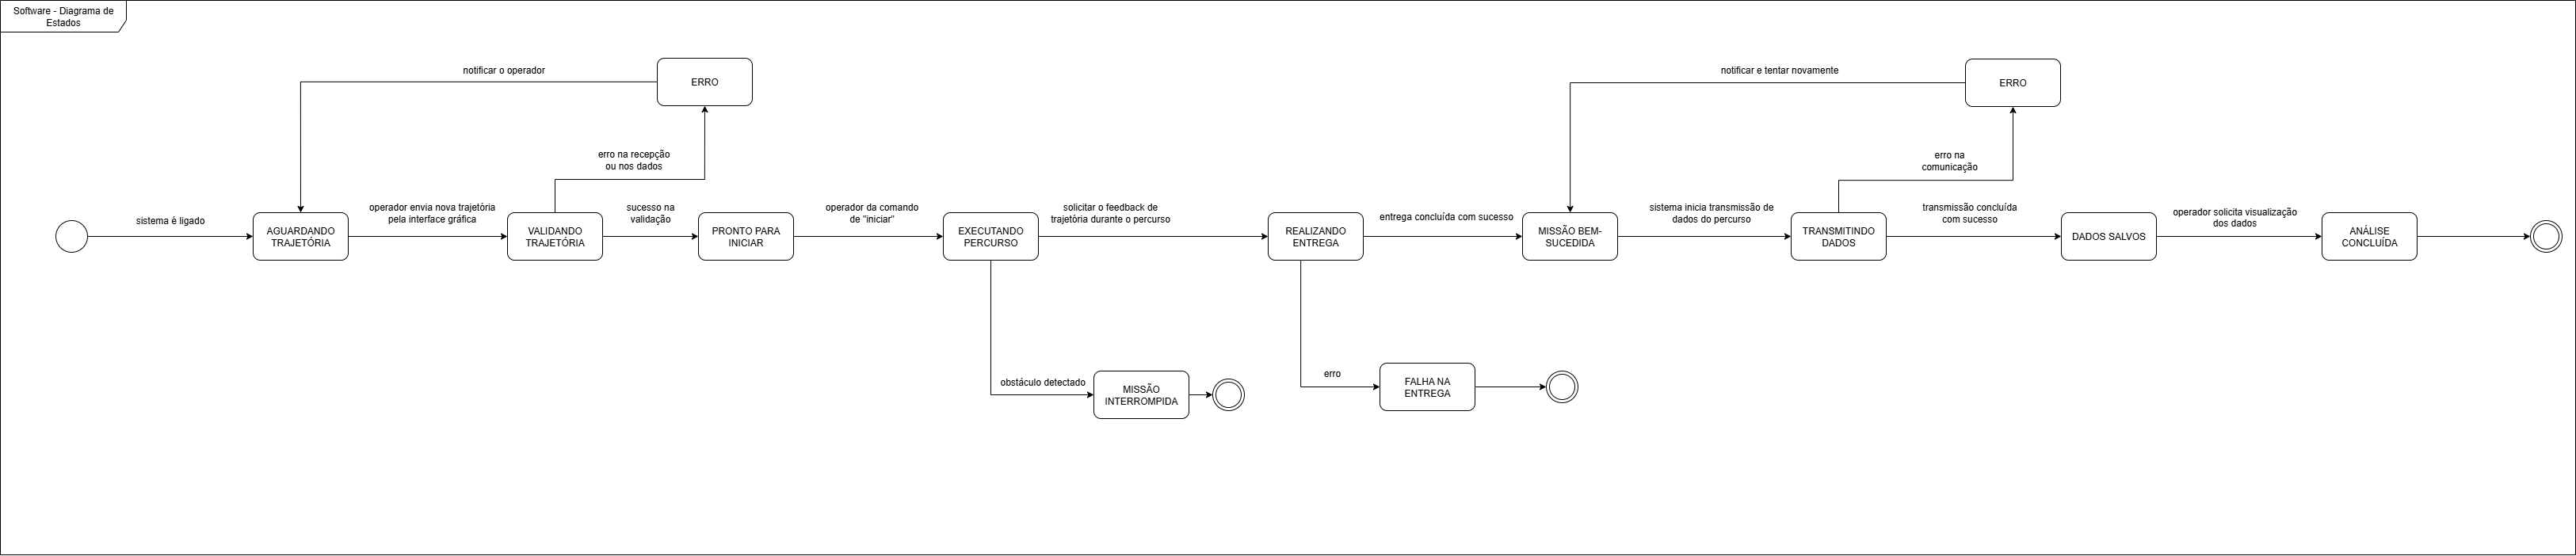 Software - Diagrama de
Estados
notificar o operador
ERRO
notificar e tentar novamente
ERRO
erro na recepção
ou nos dados
erro na
comunicação
sistema é ligado
AGUARDANDO
TRAJETÓRIA
operador envia nova trajetória
pela interface gráfica
VALIDANDO
TRAJETÓRIA
sucesso na
validação
PRONTO PARA
INICIAR
operador da comando
de "iniciar"
EXECUTANDO
PERCURSO
solicitar o feedback de
trajetória durante o percurso
REALIZANDO
ENTREGA
entrega concluída com sucesso
MISSÃO BEM-
SUCEDIDA
sistema inicia transmissão de
dados do percurso
TRANSMITINDO
DADOS
transmissão concluída
com sucesso
DADOS SALVOS
operador solicita visualização
dos dados
ANÁLISE
CONCLUÍDA
obstáculo detectado
MISSÃO
INTERROMPIDA
erro
FALHA NA
ENTREGA